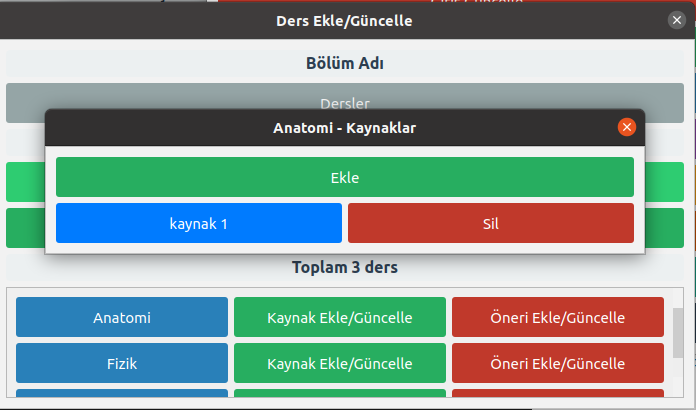 Ders Ekle/Güncelle
Bölüm Adı
Dersler
Anatomi - Kaynaklar
Ekle
kaynak 1 Sil
Toplam 3 ders
Anatomi Kaynak Ekle/Güncelle Öneri Ekle/Güncelle
Fizik Kaynak Ekle/Güncelle Öneri Ekle/Güncelle